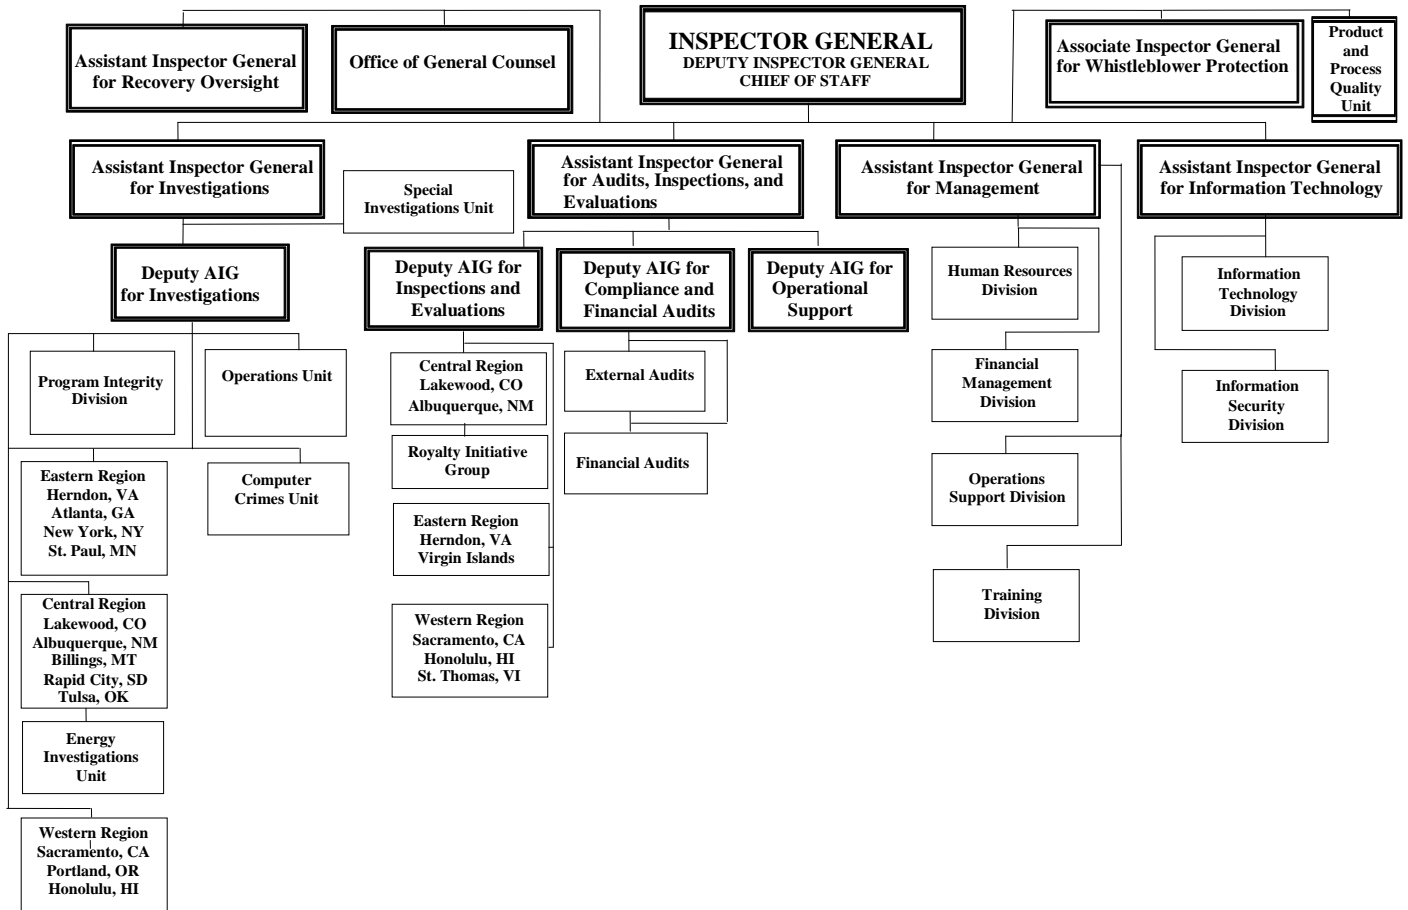 Assistant Inspector General
for Recovery Oversight
Office of General Counsel
INSPECTOR GENERAL
DEPUTY INSPECTOR GENERAL
CHIEF OF STAFF
Associate Inspector General
for Whistleblower Protection
Product
and
Process
Quality
Unit
Assistant Inspector General
for Investigations
Special
Investigations Unit
Assistant Inspector General
for Audits, Inspections, and
Evaluations
Assistant Inspector General
for Management
Assistant Inspector General
for Information Technology
Deputy AIG
for Investigations
Deputy AIG for
Inspections and
Evaluations
Deputy AIG for
Compliance and
Financial Audits
Deputy AIG for
Operational
Support
Human Resources
Division
Information
Technology
Division
Program Integrity
Division
Operations Unit
Central Region
Lakewood, CO
Albuquerque, NM
External Audits
Financial
Management
Division
Information
Security
Division
Royalty Initiative
Group
Financial Audits
Eastern Region
Herndon, VA
Atlanta, GA
New York, NY
St. Paul, MN
Computer
Crimes Unit
Operations
Support Division
Eastern Region
Herndon, VA
Virgin Islands
Central Region
Lakewood, CO
Albuquerque, NM
Billings, MT
Rapid City, SD
Tulsa, OK
Western Region
Sacramento, CA
Honolulu, HI
St. Thomas, VI
Training
Division
Energy
Investigations
Unit
Western Region
Sacramento, CA
Portland, OR
Honolulu, HI